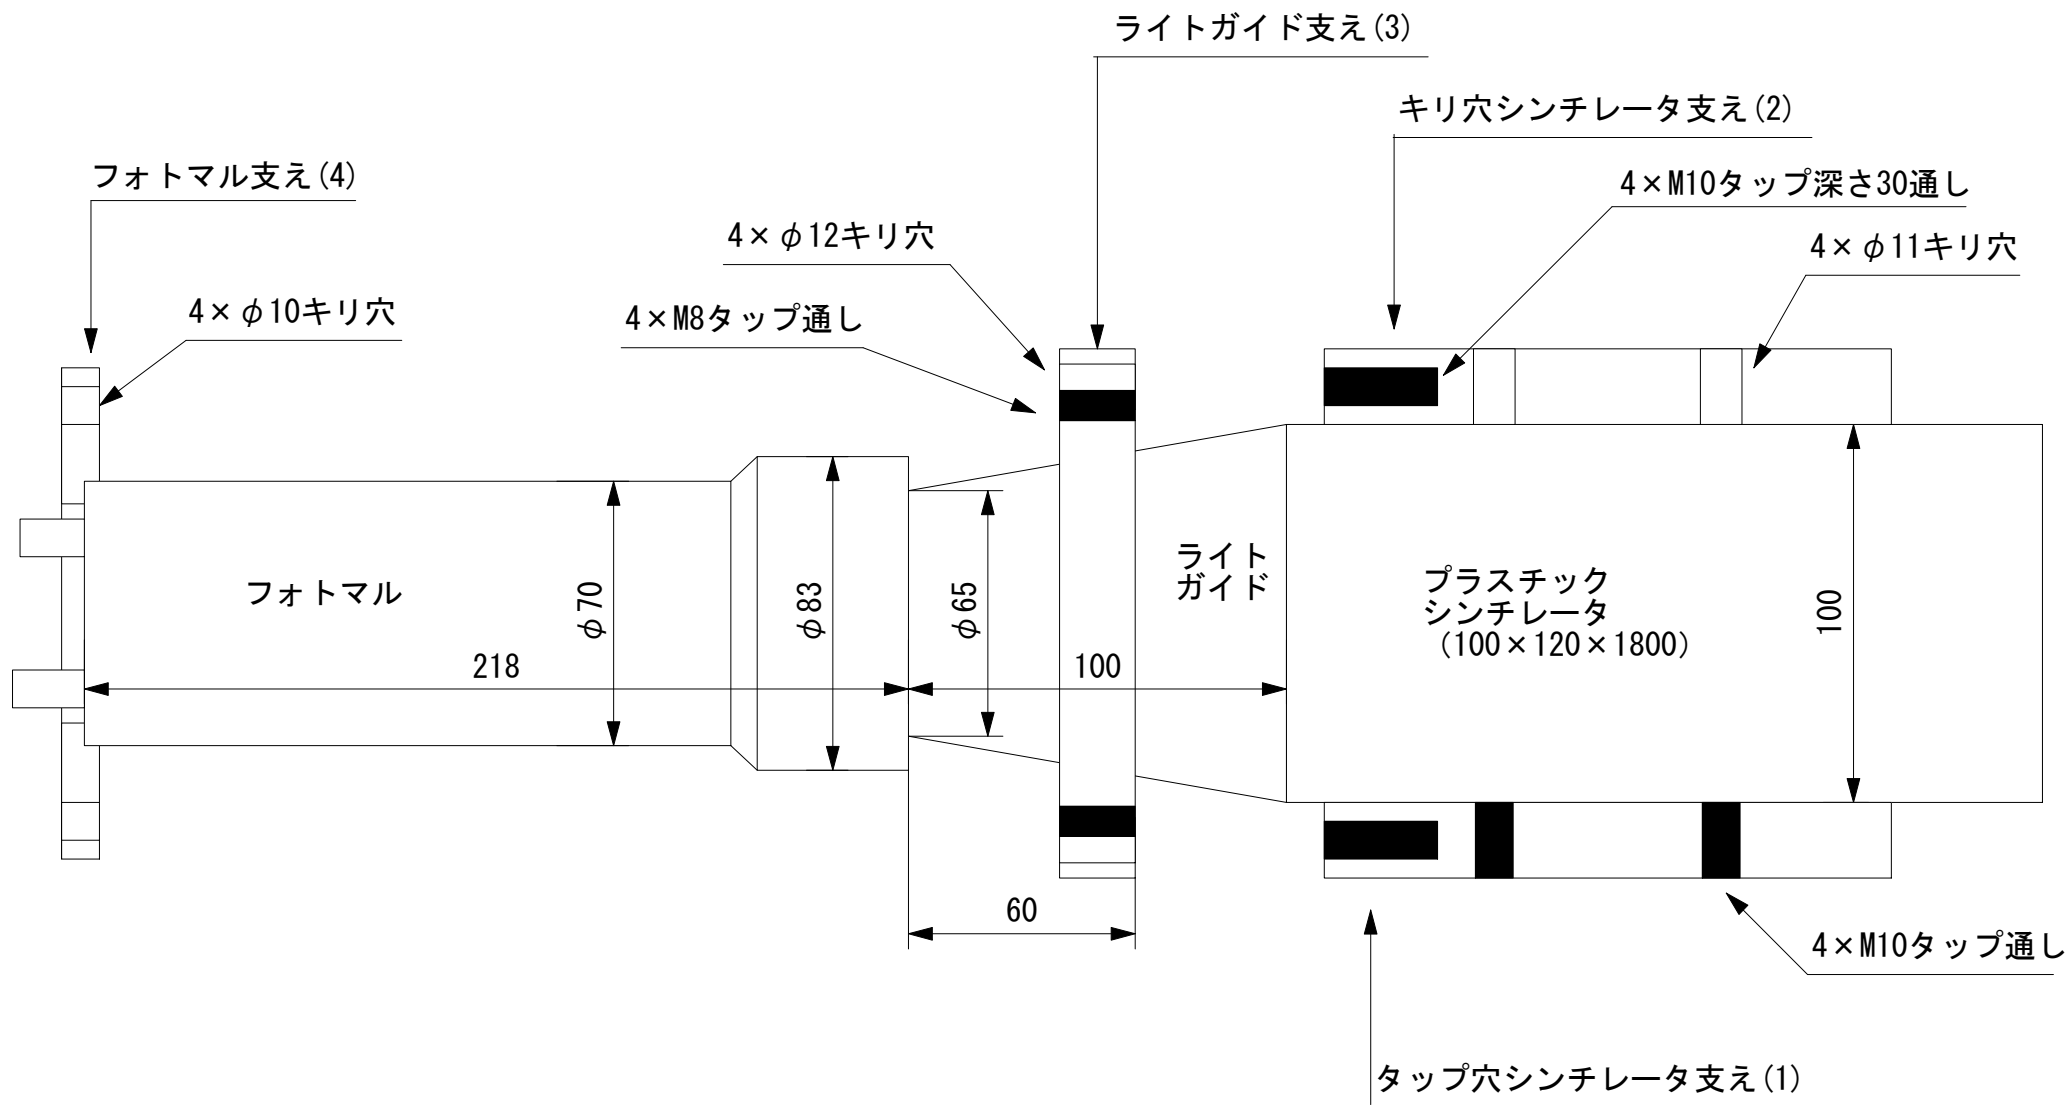 ライトガイド支え(3)
キリ穴シンチレータ支え(2)
フォトマル支え(4)
4×M10タップ深さ30通し
4×φ12キリ穴
4×φ11キリ穴
4×φ10キリ穴
4×M8タップ通し
フォトマル
φ70
φ83
φ65
ライト
ガイド
プラスチック
シンチレータ
(100×120×1800)
100
218
100
60
4×M10タップ通し
タップ穴シンチレータ支え(1)